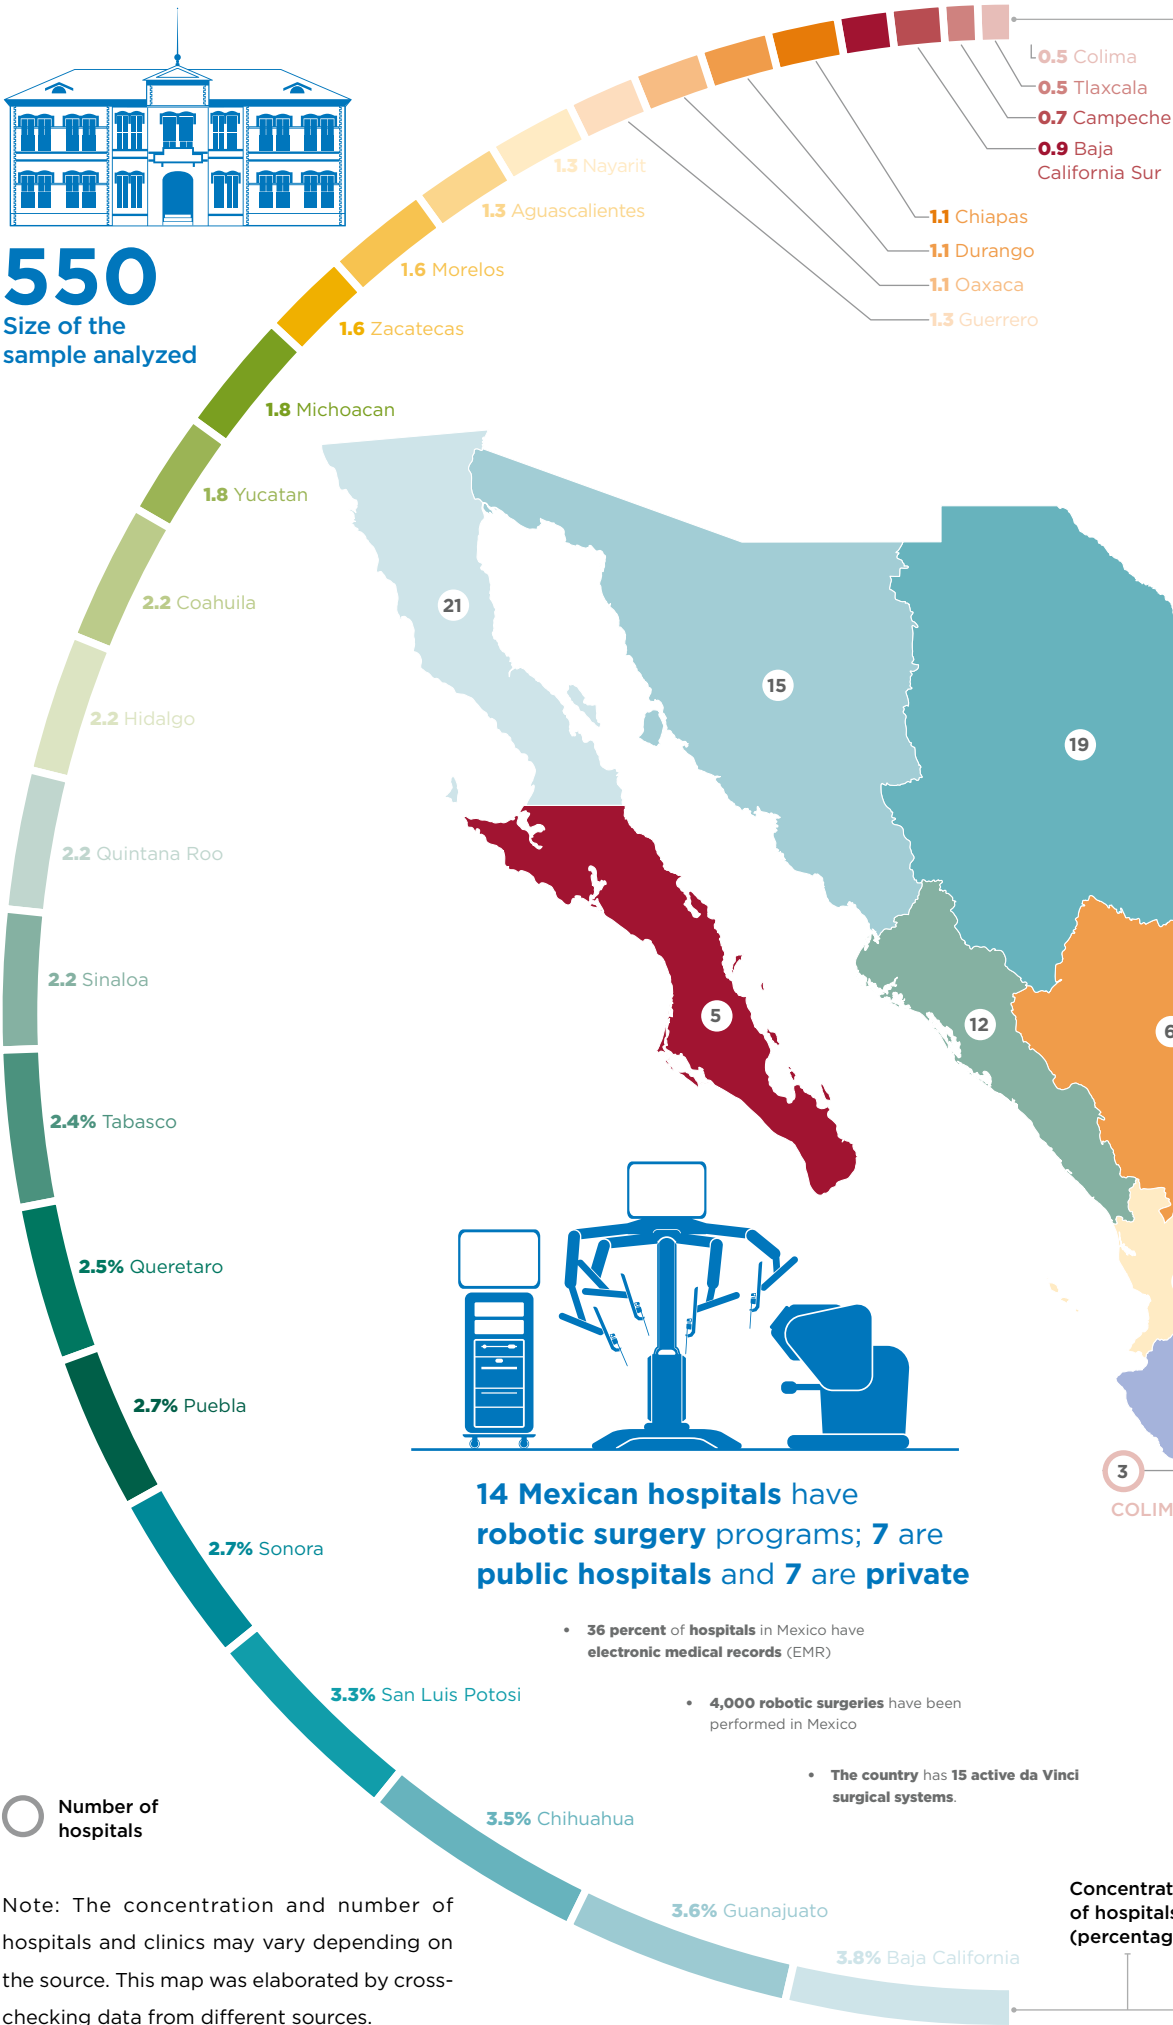 0.5 Colima
0.5 Tlaxcala
0.7 Campeche
0.9 Baja
California Sur
1.1 Chiapas
1.1 Durango
1.1 Oaxaca
1.3 Guerrero
1.3 Nayarit
1.3 Aguascalientes
1.6 Morelos
1.6 Zacatecas
550
Size of the
sample analyzed
1.8 Michoacan
1.8 Yucatan
2.2 Coahuila
2.2 Hidalgo
2.2 Quintana Roo
2.2 Sinaloa
2.4% Tabasco
2.5% Queretaro
2.7% Puebla
2.7% Sonora
3.3% San Luis Potosi
3.5% Chihuahua
3.6% Guanajuato
3.8% Baja California
21
15
19
5
12
6
3
COLIM
14 Mexican hospitals have
robotic surgery programs; 7 are
public hospitals and 7 are private
• 36 percent of hospitals in Mexico have
electronic medical records (EMR)
• 4,000 robotic surgeries have been
performed in Mexico
• The country has 15 active da Vinci
surgical systems.
Number of
hospitals
Note: The concentration and number of
hospitals and clinics may vary depending on
the source. This map was elaborated by cross-
checking data from different sources.
Concentrat
of hospitals
(percentag